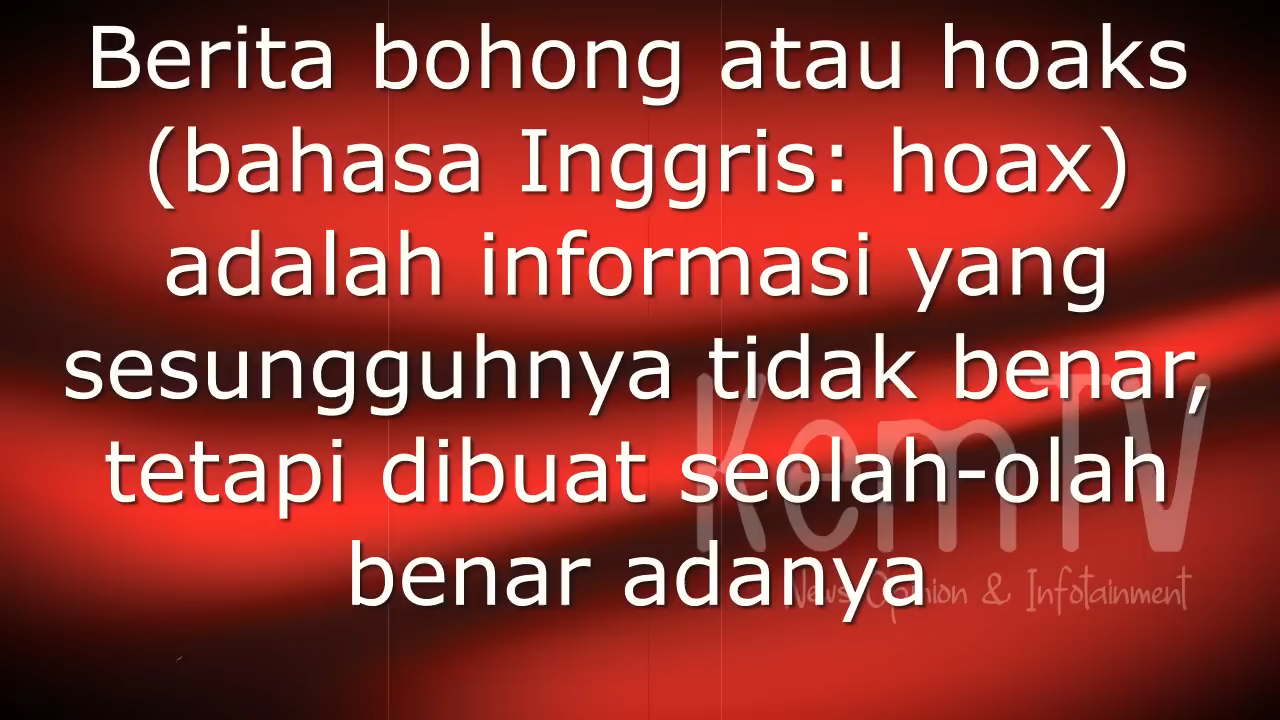 Berita bohong atau hoaks
(bahasa Inggris: hoax)
adalah informasi yang
sesungguhnya tidak benar,
tetapi dibuat seolah-olah
benar adanya
KemTV
News Opinion & Infotainment